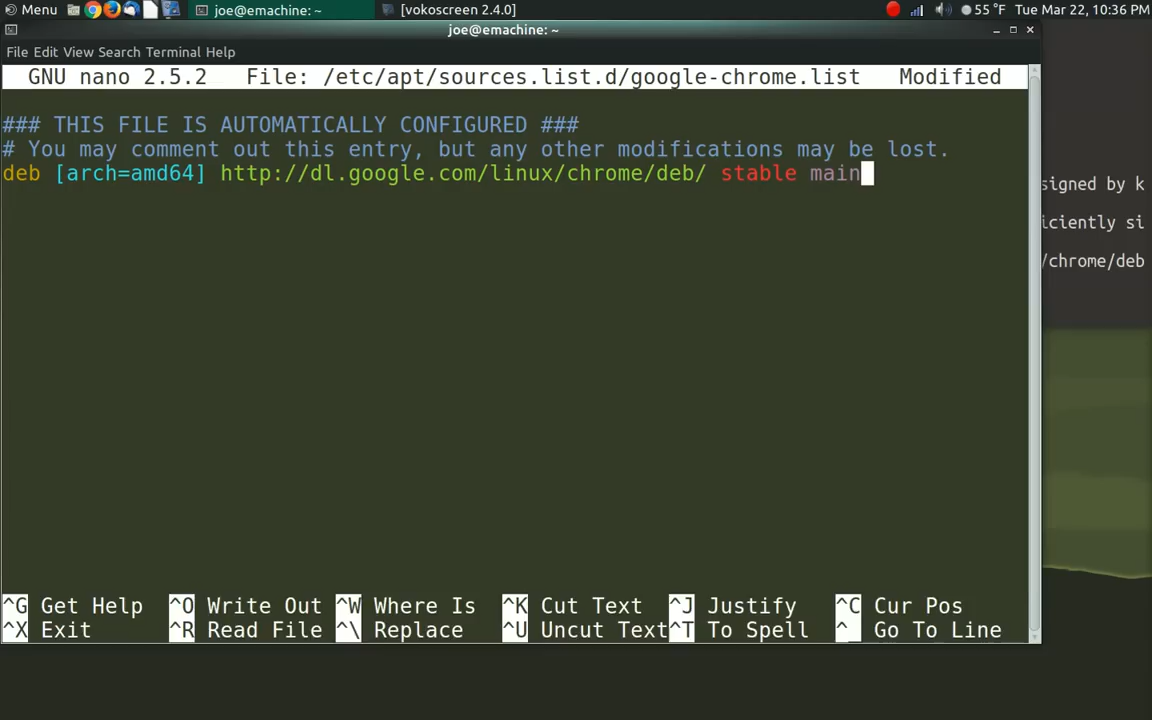 Menu joe@emachine: ~ [vokoscreen 2.4.0] 55 °F Tue Mar 22, 10:36 PM
joe@emachine: ~
File Edit View Search Terminal Help
GNU nano 2.5.2 File: /etc/apt/sources.list.d/google-chrome.list Modified
### THIS FILE IS AUTOMATICALLY CONFIGURED ###
# You may comment out this entry, but any other modifications may be lost.
deb [arch=amd64] http://dl.google.com/linux/chrome/deb/ stable main
signed by k
iciently si
/chrome/deb
^G Get Help ^O Write Out ^W Where Is ^K Cut Text ^J Justify ^C Cur Pos
^X Exit ^R Read File ^\ Replace ^U Uncut Text ^T To Spell ^_ Go To Line